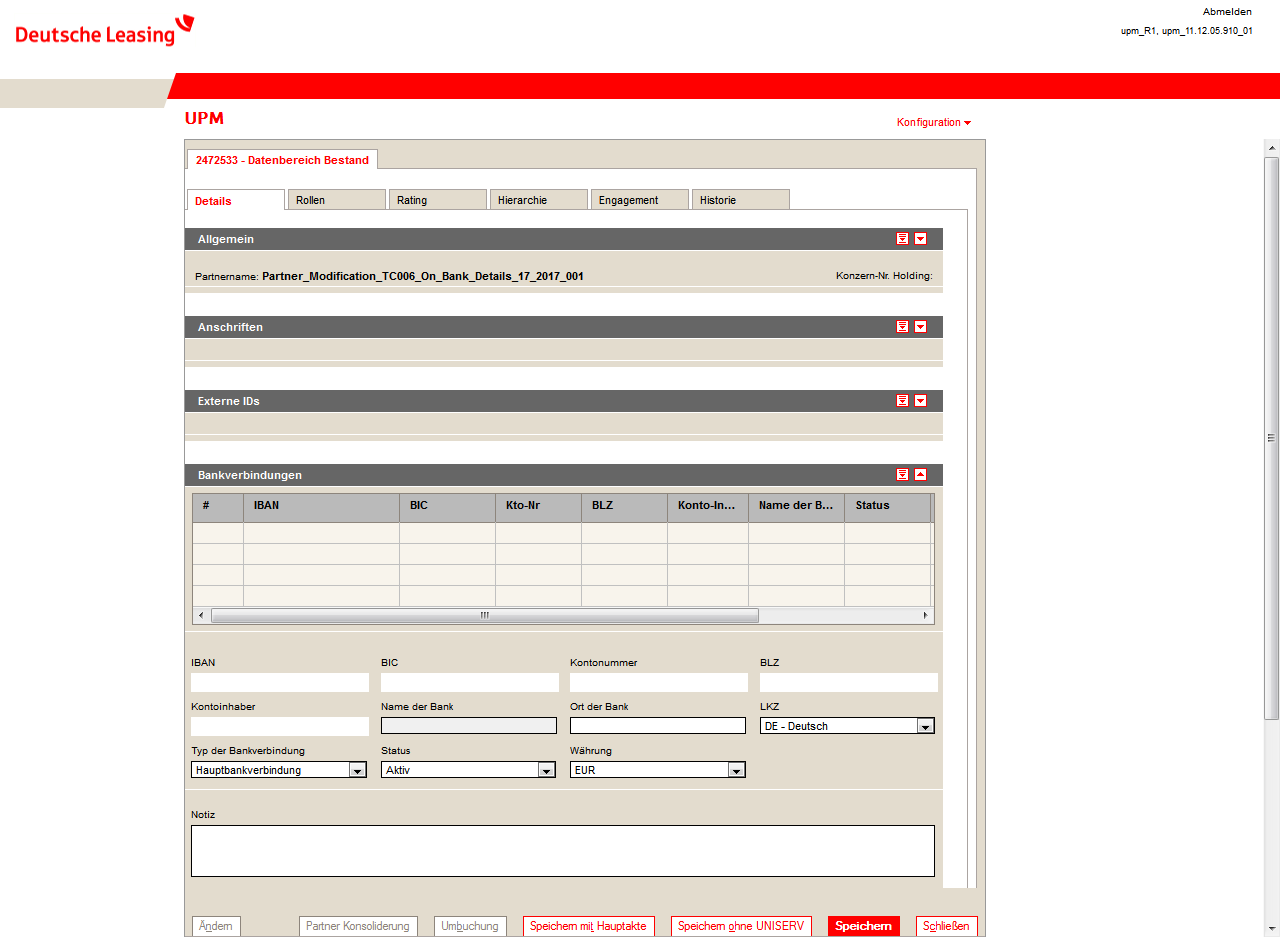 Deutsche Leasing
Abmelden
upm_R1, upm_11.12.05.910_01
UPM
Konfiguration
2472533 - Datenbereich Bestand
Details Rollen Rating Hierarchie Engagement Historie
Allgemein
Partnername: Partner_Modification_TC006_On_Bank_Details_17_2017_001 Konzern-Nr. Holding:
Anschriften
Externe IDs
Bankverbindungen
# IBAN BIC Kto-Nr BLZ Konto-In... Name der B... Status
IBAN BIC Kontonummer BLZ
Kontoinhaber Name der Bank Ort der Bank LKZ
DE - Deutsch
Typ der Bankverbindung Status Währung
Hauptbankverbindung Aktiv EUR
Notiz
Ändern Partner Konsolidierung Umbuchung Speichern mit Hauptakte Speichern ohne UNISERV Speichern Schließen